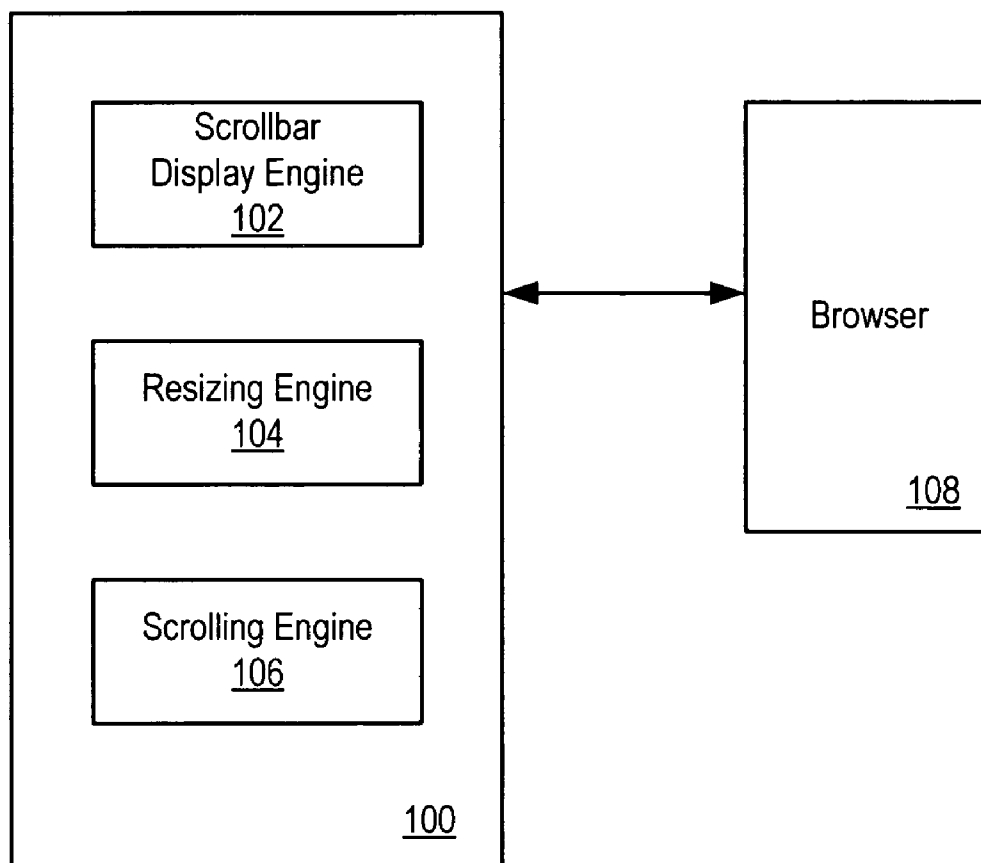 Scrollbar
Display Engine
102
Resizing Engine
104
Browser
108
Scrolling Engine
106
100